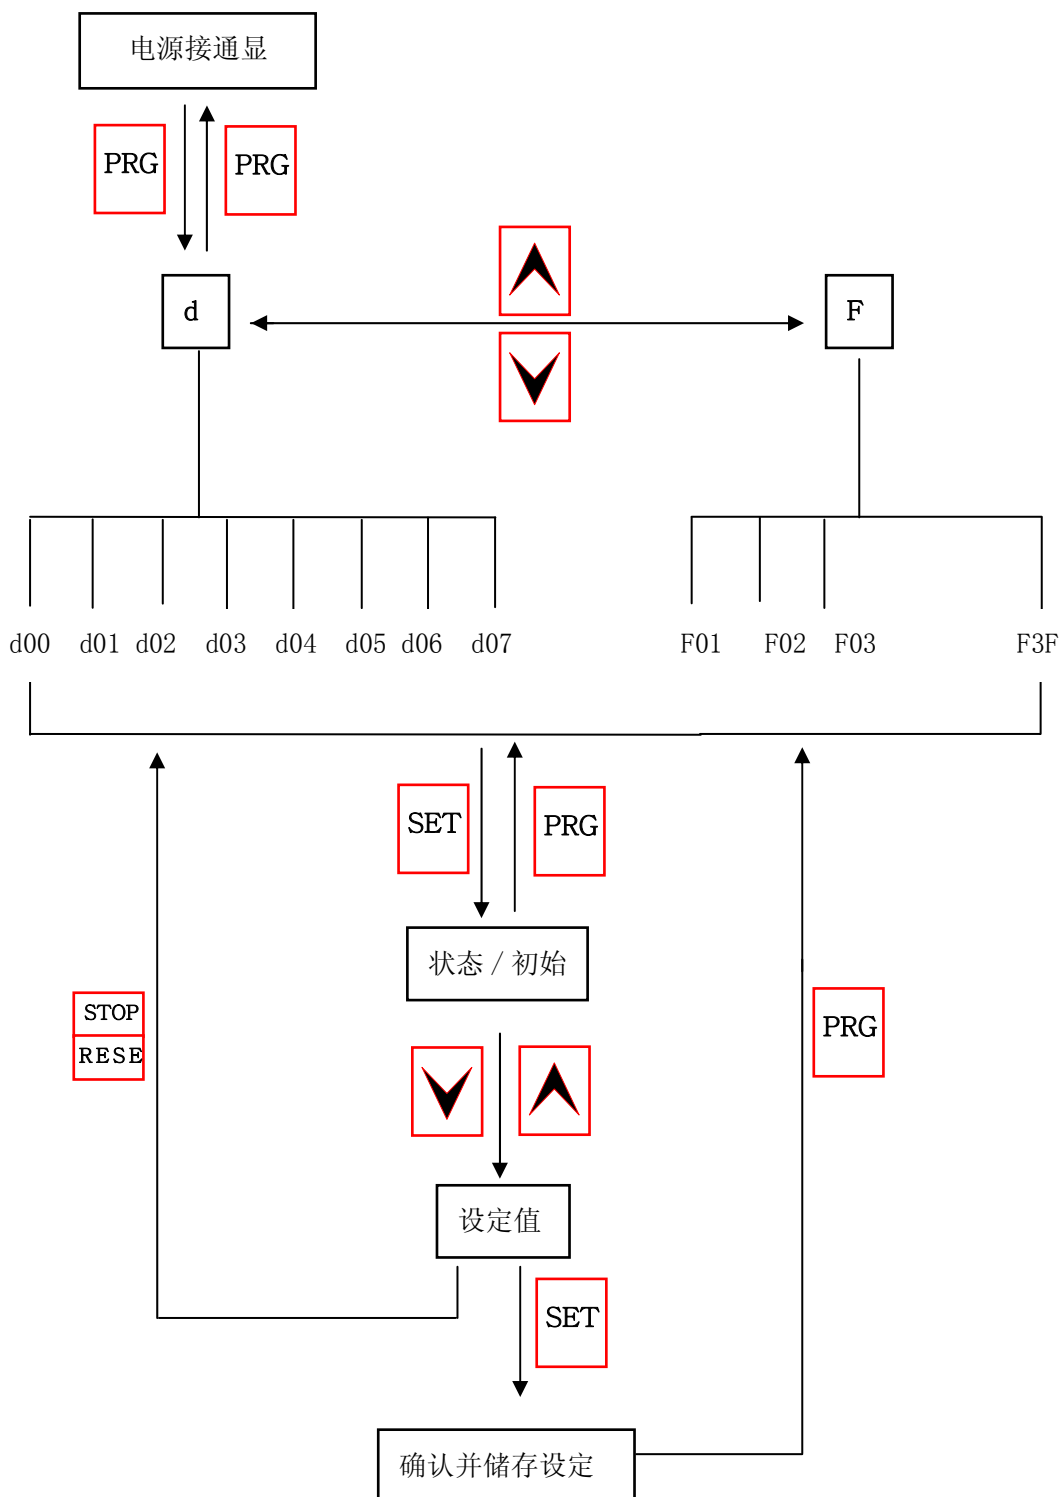 电源接通显
PRG
PRG
d
F
d00 d01 d02 d03 d04 d05 d06 d07 F01 F02 F03 F3F
SET
PRG
状态/初始
STOP
RESE
PRG
设定值
SET
确认并储存设定